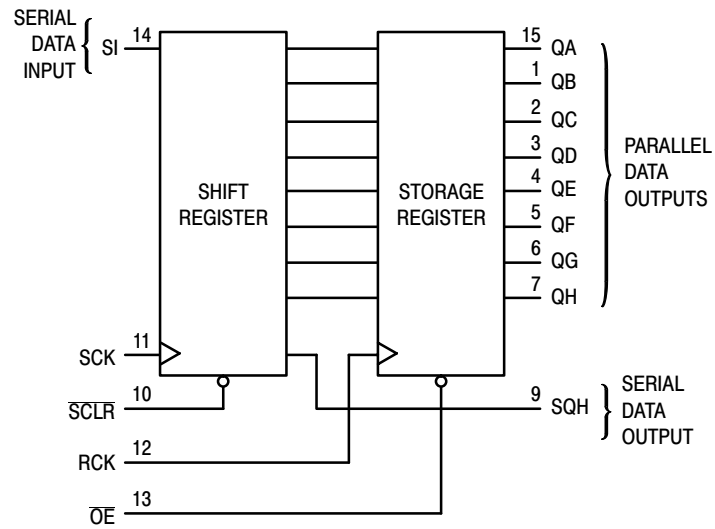 SERIAL
DATA
INPUT
SI
14
SHIFT
REGISTER
STORAGE
REGISTER
15 QA
1 QB
2 QC
3 QD
4 QE
5 QF
6 QG
7 QH
PARALLEL
DATA
OUTPUTS
SCK 11
SCLR 10
RCK 12
OE 13
9 SQH
SERIAL
DATA
OUTPUT